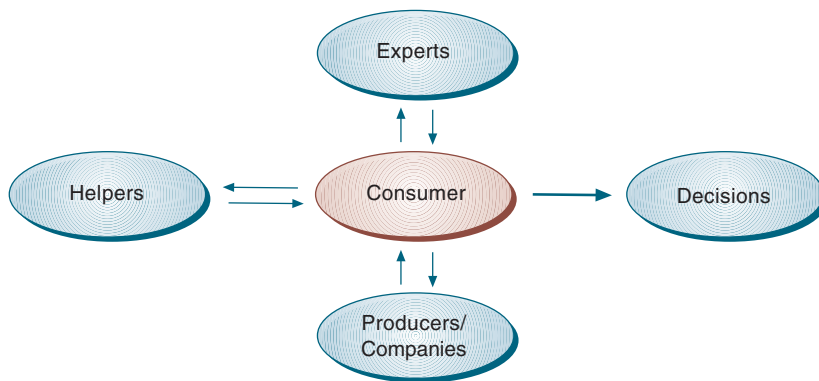 Experts
Helpers
Consumer
Decisions
Producers/
Companies